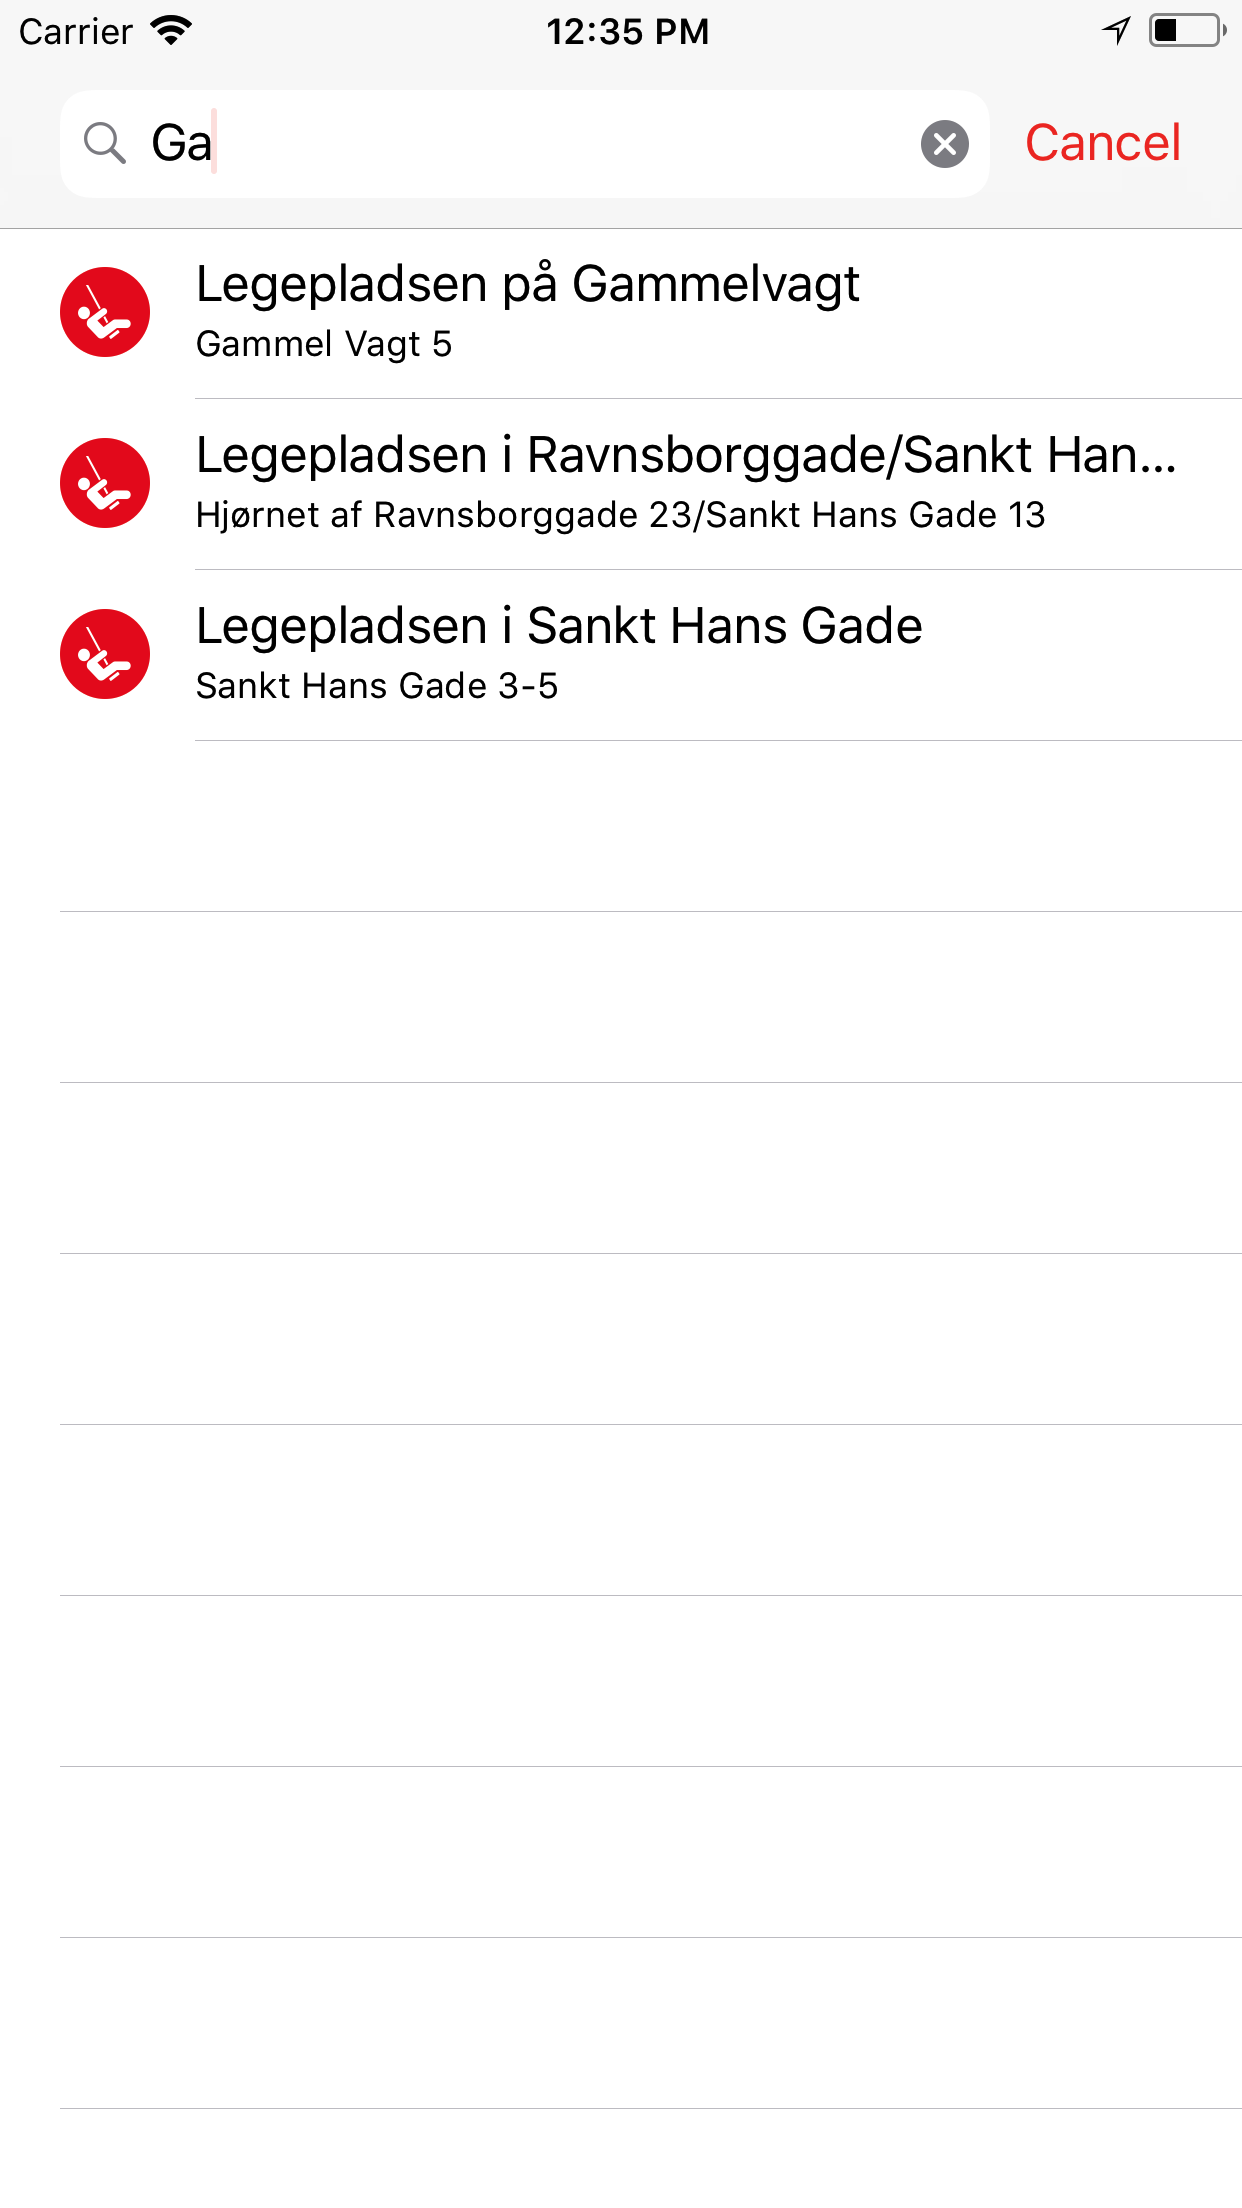 Carrier 12:35 PM
Ga Cancel
Legepladsen på Gammelvagt
Gammel Vagt 5
Legepladsen i Ravnsborggade/Sankt Han...
Hjørnet af Ravnsborggade 23/Sankt Hans Gade 13
Legepladsen i Sankt Hans Gade
Sankt Hans Gade 3-5